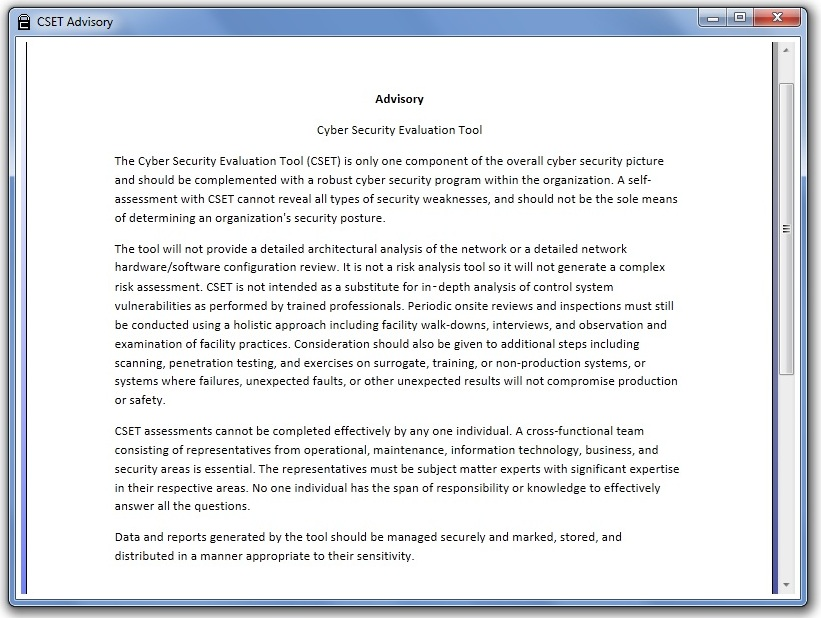 CSET Advisory
Advisory
Cyber Security Evaluation Tool
The Cyber Security Evaluation Tool (CSET) is only one component of the overall cyber security picture
and should be complemented with a robust cyber security program within the organization. A self-
assessment with CSET cannot reveal all types of security weaknesses, and should not be the sole means
of determining an organization's security posture.
The tool will not provide a detailed architectural analysis of the network or a detailed network
hardware/software configuration review. It is not a risk analysis tool so it will not generate a complex
risk assessment. CSET is not intended as a substitute for in-depth analysis of control system
vulnerabilities as performed by trained professionals. Periodic onsite reviews and inspections must still
be conducted using a holistic approach including facility walk-downs, interviews, and observation and
examination of facility practices. Consideration should also be given to additional steps including
scanning, penetration testing, and exercises on surrogate, training, or non-production systems, or
systems where failures, unexpected faults, or other unexpected results will not compromise production
or safety.
CSET assessments cannot be completed effectively by any one individual. A cross-functional team
consisting of representatives from operational, maintenance, information technology, business, and
security areas is essential. The representatives must be subject matter experts with significant expertise
in their respective areas. No one individual has the span of responsibility or knowledge to effectively
answer all the questions.
Data and reports generated by the tool should be managed securely and marked, stored, and
distributed in a manner appropriate to their sensitivity.